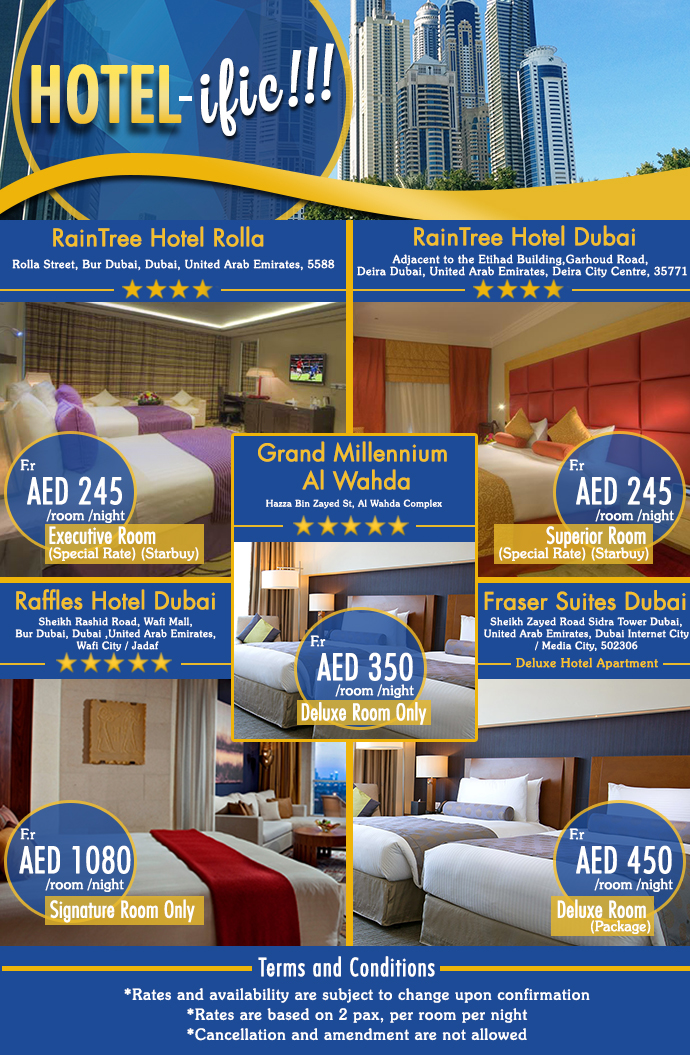 HOTEL-ific!!!
RainTree Hotel Rolla
Rolla Street, Bur Dubai, Dubai, United Arab Emirates, 5588
RainTree Hotel Dubai
Adjacent to the Etihad Building,Garhoud Road,
Deira Dubai, United Arab Emirates, Deira City Centre, 35771
Fr
AED 245
/room /night
Executive Room
(Special Rate) (Starbuy)
Grand Millennium
Al Wahda
Hazza Bin Zayed St, Al Wahda Complex
Fr
AED 350
/room /night
Deluxe Room Only
Fr
AED 245
/room /night
Superior Room
(Special Rate) (Starbuy)
Raffles Hotel Dubai
Sheikh Rashid Road, Wafi Mall,
Bur Dubai, Dubai ,United Arab Emirates,
Wafi City / Jadaf
Fraser Suites Dubai
Sheikh Zayed Road Sidra Tower Dubai,
United Arab Emirates, Dubai Internet City
/ Media City, 502306
Deluxe Hotel Apartment
Fr
AED 1080
/room /night
Signature Room Only
Fr
AED 450
/room /night
Deluxe Room
(Package)
Terms and Conditions
*Rates and availability are subject to change upon confirmation
*Rates are based on 2 pax, per room per night
*Cancellation and amendment are not allowed